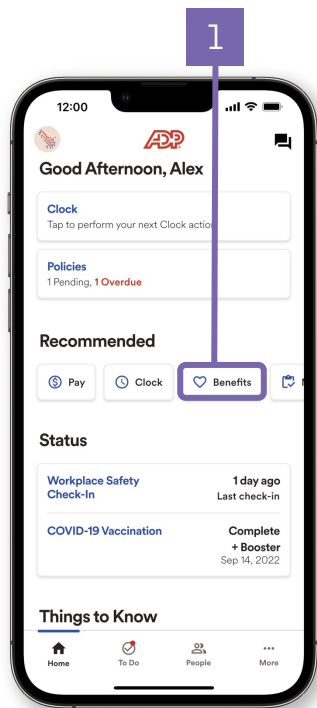 1
12:00
ADP
Good Afternoon, Alex
Clock
Tap to perform your next Clock action
Policies
1 Pending, 1 Overdue
Recommended
Pay
Clock
Benefits
Status
Workplace Safety
Check-In
1 day ago
Last check-in
COVID-19 Vaccination
Complete
+ Booster
Sep 14, 2022
Things to Know
Home
To Do
People
More